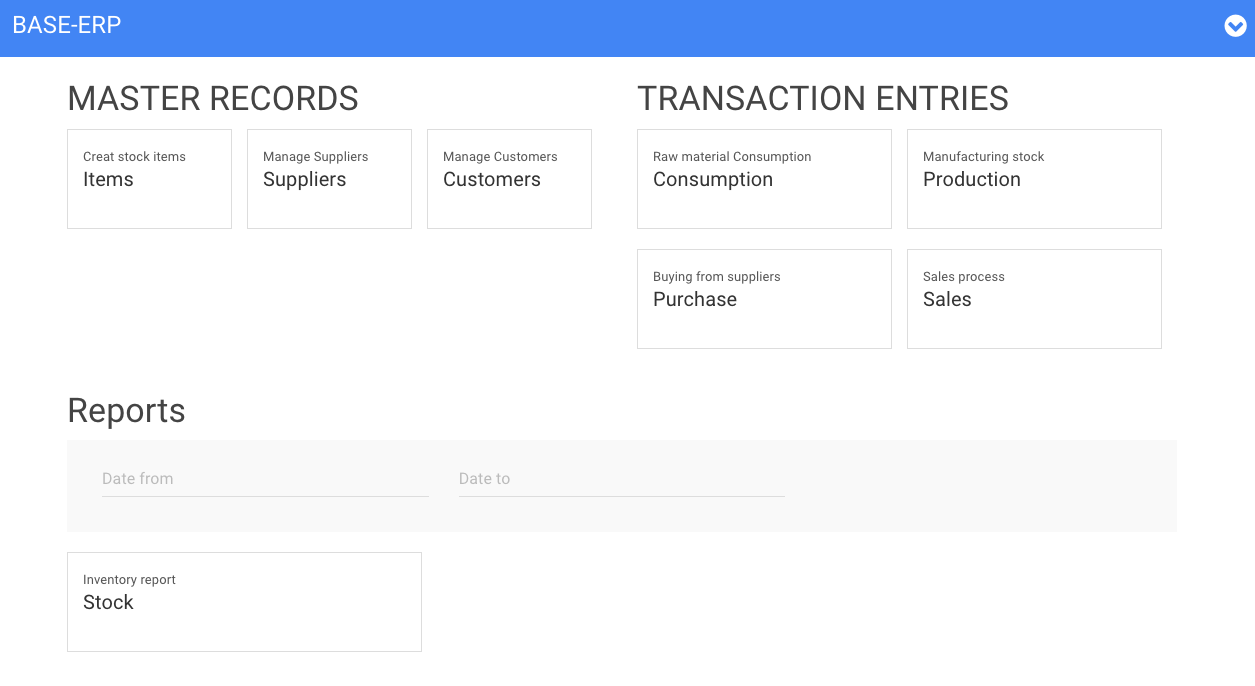 BASE-ERP
MASTER RECORDS
Creat stock items
Items
Manage Suppliers
Suppliers
Manage Customers
Customers
TRANSACTION ENTRIES
Raw material Consumption
Consumption
Manufacturing stock
Production
Buying from suppliers
Purchase
Sales process
Sales
Reports
Date from
Date to
Inventory report
Stock